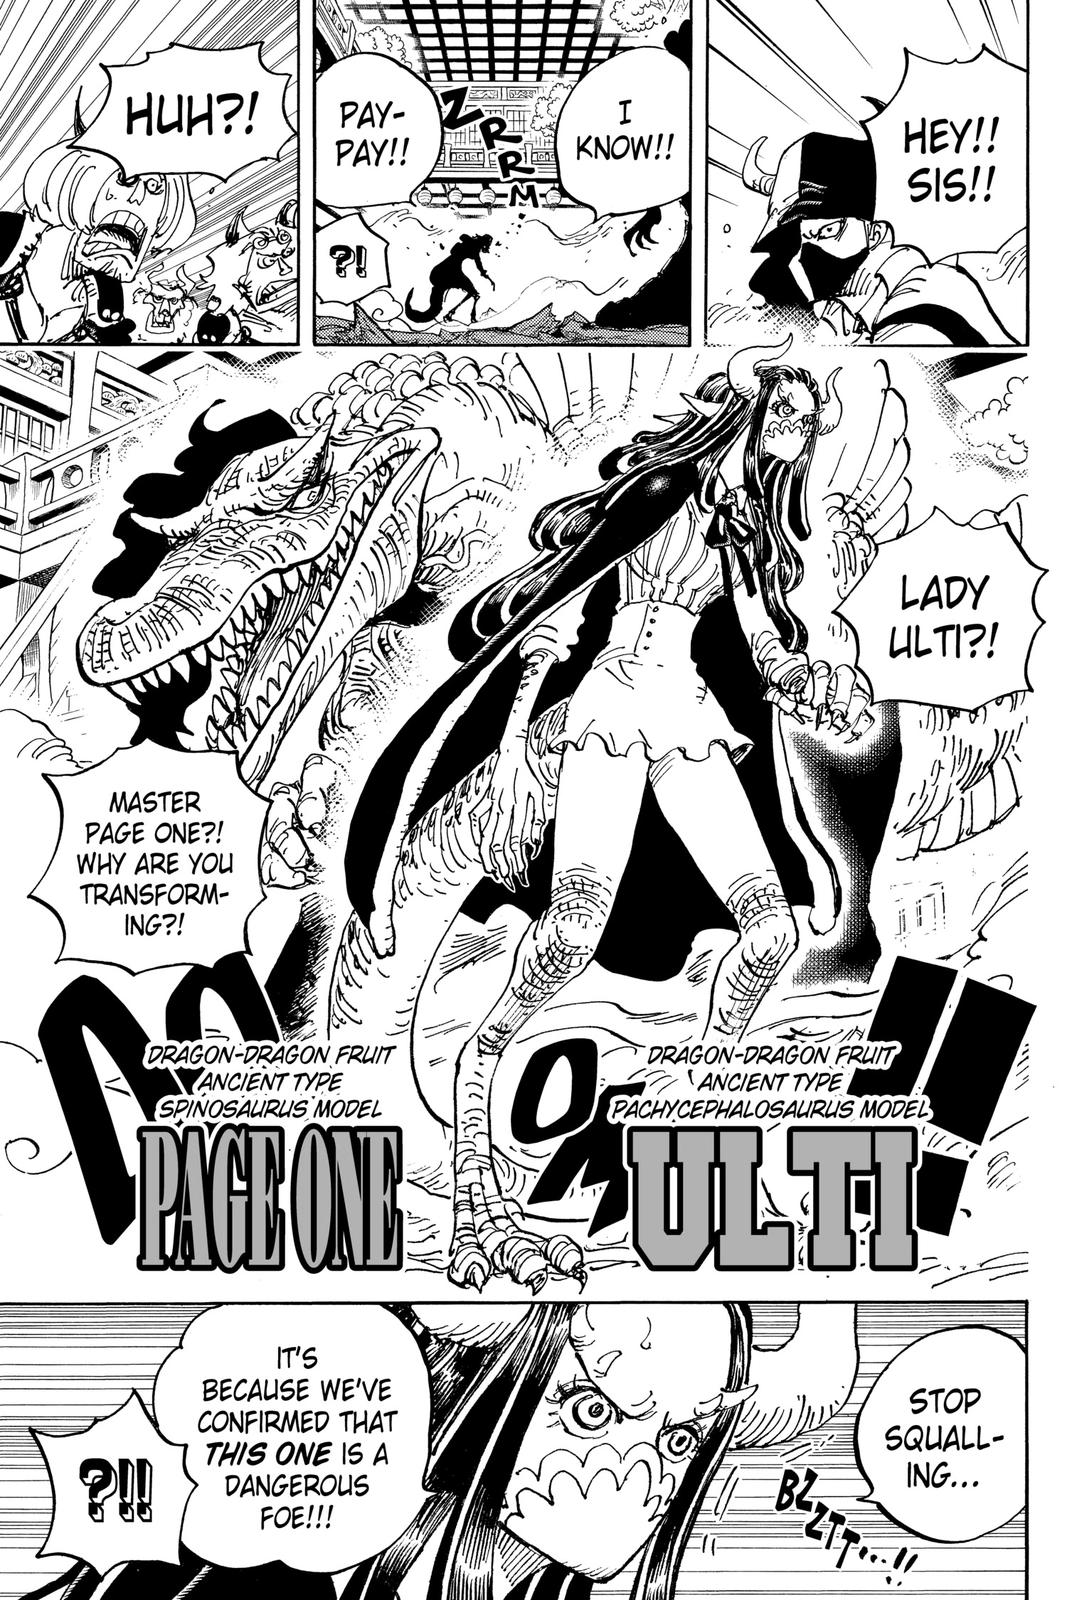 HEY!!
SIS!!
I
KNOW!!
PAY-
PAY!!
ZRRM
?!
HUH?!
LADY
ULTI?!
MASTER
PAGE ONE?!
WHY ARE YOU
TRANSFORM-
ING?!
!!
DRAGON-DRAGON FRUIT
ANCIENT TYPE
PACHYCEPHALOSAURUS MODEL
ULTI
DRAGON-DRAGON FRUIT
ANCIENT TYPE
SPINOSAURUS MODEL
PAGE ONE
STOP
SQUALL-
ING...
BZZTT...!!
IT'S
BECAUSE WE'VE
CONFIRMED THAT
THIS ONE IS A
DANGEROUS
FOE!!!
?!!